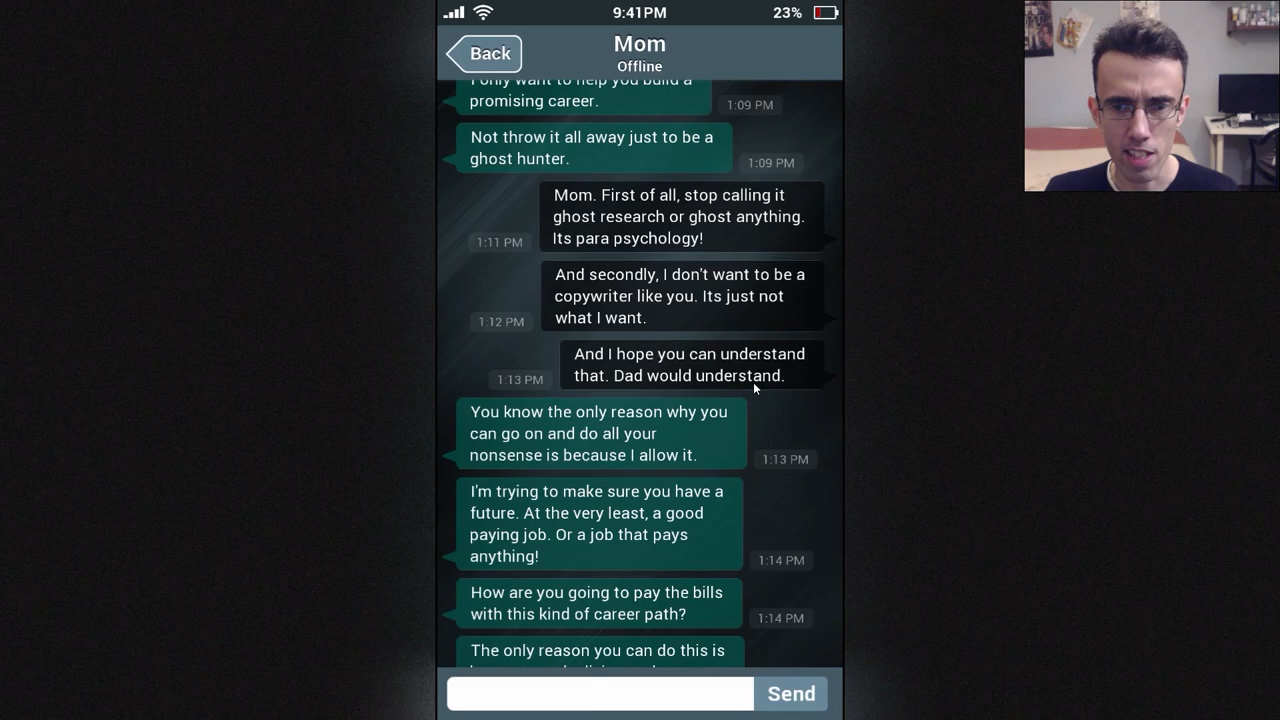 9:41PM
23%
Back
Mom
Offline
I only want to help you build a
promising career.
1:09 PM
Not throw it all away just to be a
ghost hunter.
1:09 PM
Mom. First of all, stop calling it
ghost research or ghost anything.
Its para psychology!
1:11 PM
And secondly, I don't want to be a
copywriter like you. Its just not
what I want.
1:12 PM
And I hope you can understand
that. Dad would understand.
1:13 PM
You know the only reason why you
can go on and do all your
nonsense is because I allow it.
1:13 PM
I'm trying to make sure you have a
future. At the very least, a good
paying job. Or a job that pays
anything!
1:14 PM
How are you going to pay the bills
with this kind of career path?
1:14 PM
The only reason you can do this is
Send